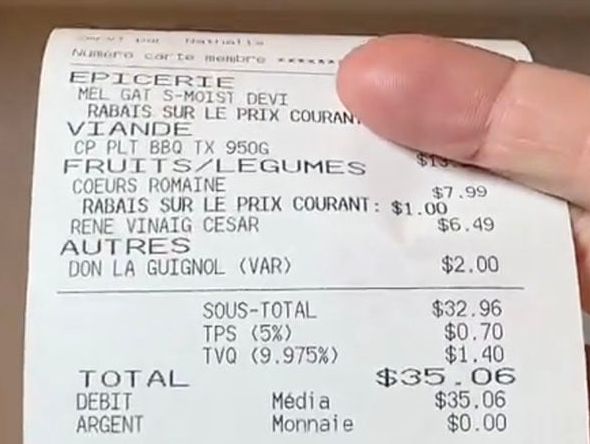 Numéro carte membre ******
EPICERIE
MEL GAT S-MOIST DEVI
RABAIS SUR LE PRIX COURANT
VIANDE
CP PLT BBQ TX 950G
FRUITS/LEGUMES
COEURS ROMAINE $7.99
RABAIS SUR LE PRIX COURANT: $1.00
RENE VINAIG CESAR $6.49
AUTRES
DON LA GUIGNOL (VAR) $2.00
SOUS-TOTAL $32.96
TPS (5%) $0.70
TVQ (9.975%) $1.40
TOTAL $35.06
DEBIT Média $35.06
ARGENT Monnaie $0.00